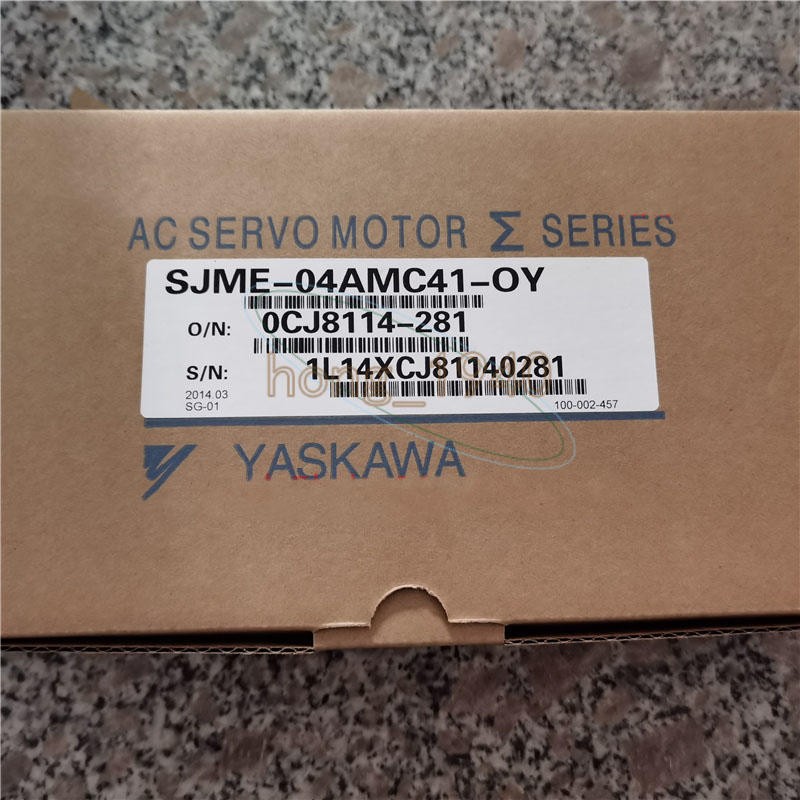 AC SERVO MOTOR Σ SERIES
SJME-04AMC41-OY
O/N: 0CJ8114-281
S/N: 1L14XCJ81140281
2014.03
SG-01
100-002-457
YASKAWA